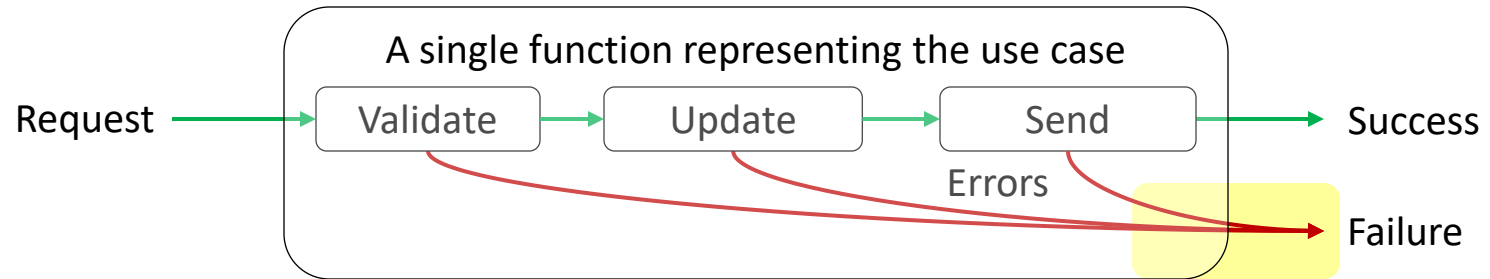 A single function representing the use case
Request
Validate
Update
Send
Success
Errors
Failure